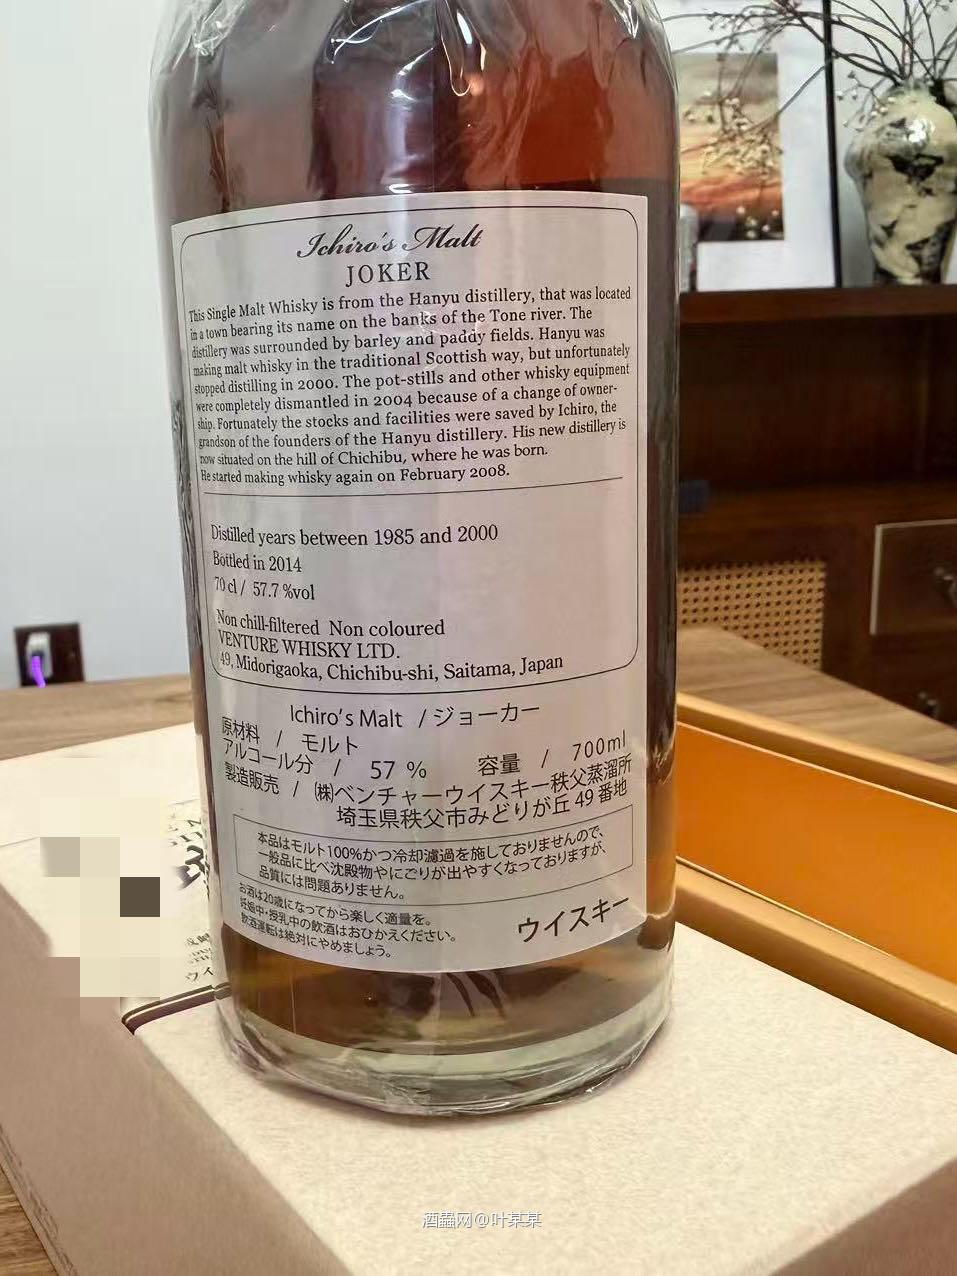 Ichiro's Malt
JOKER
This Single Malt Whisky is from the Hanyu distillery, that was located
in a town bearing its name on the banks of the Tone river. The
distillery was surrounded by barley and paddy fields. Hanyu was
making malt whisky in the traditional Scottish way, but unfortunately
stopped distilling in 2000. The pot-stills and other whisky equipment
were completely dismantled in 2004 because of a change of owner-
ship. Fortunately the stocks and facilities were saved by Ichiro, the
grandson of the founders of the Hanyu distillery. His new distillery is
now situated on the hill of Chichibu, where he was born.
He started making whisky again on February 2008.
Distilled years between 1985 and 2000
Bottled in 2014
70 cl / 57.7 %vol
Non chill-filtered Non coloured
VENTURE WHISKY LTD.
49, Midorigaoka, Chichibu-shi, Saitama, Japan
Ichiro's Malt / ジョーカー
原材料 / モルト
アルコール分 / 57 % 容量 / 700ml
製造販売 / ㈱ベンチャーウイスキー秩父蒸溜所
埼玉県秩父市みどりが丘 49 番地
本品はモルト100%かつ冷却濾過を施しておりませんので、
一般品に比べ沈殿物やにごりが出やすくなっておりますが、
品質には問題ありません。
お酒は20歳になってから楽しく適量を。
妊娠中・授乳中の飲酒はおひかえください。
飲酒運転は絶対にやめましょう。
ウイスキー
酒蟲网@叶某某